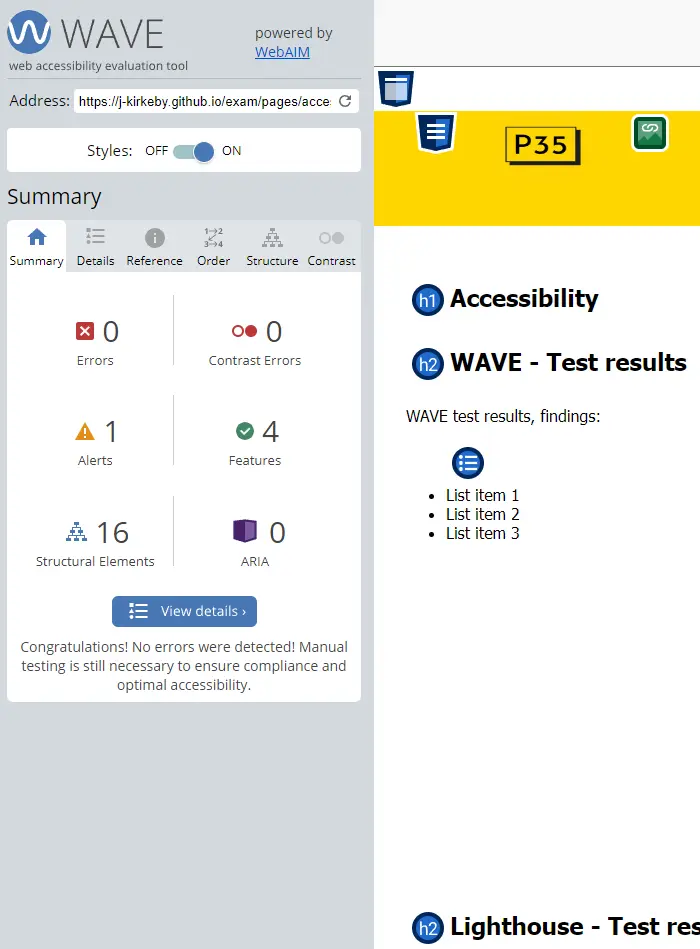 WAVE
web accessibility evaluation tool
powered by
WebAIM
Address: https://j-kirkeby.github.io/exam/pages/acce
Styles: OFF ON
Summary
1→2
3→4
Summary Details Reference Order Structure Contrast
0
Errors
0
Contrast Errors
1
Alerts
4
Features
16
Structural Elements
0
ARIA
View details ›
Congratulations! No errors were detected! Manual
testing is still necessary to ensure compliance and
optimal accessibility.
P35
h1 Accessibility
h2 WAVE - Test results
WAVE test results, findings:
• List item 1
• List item 2
• List item 3
h2 Lighthouse - Test res